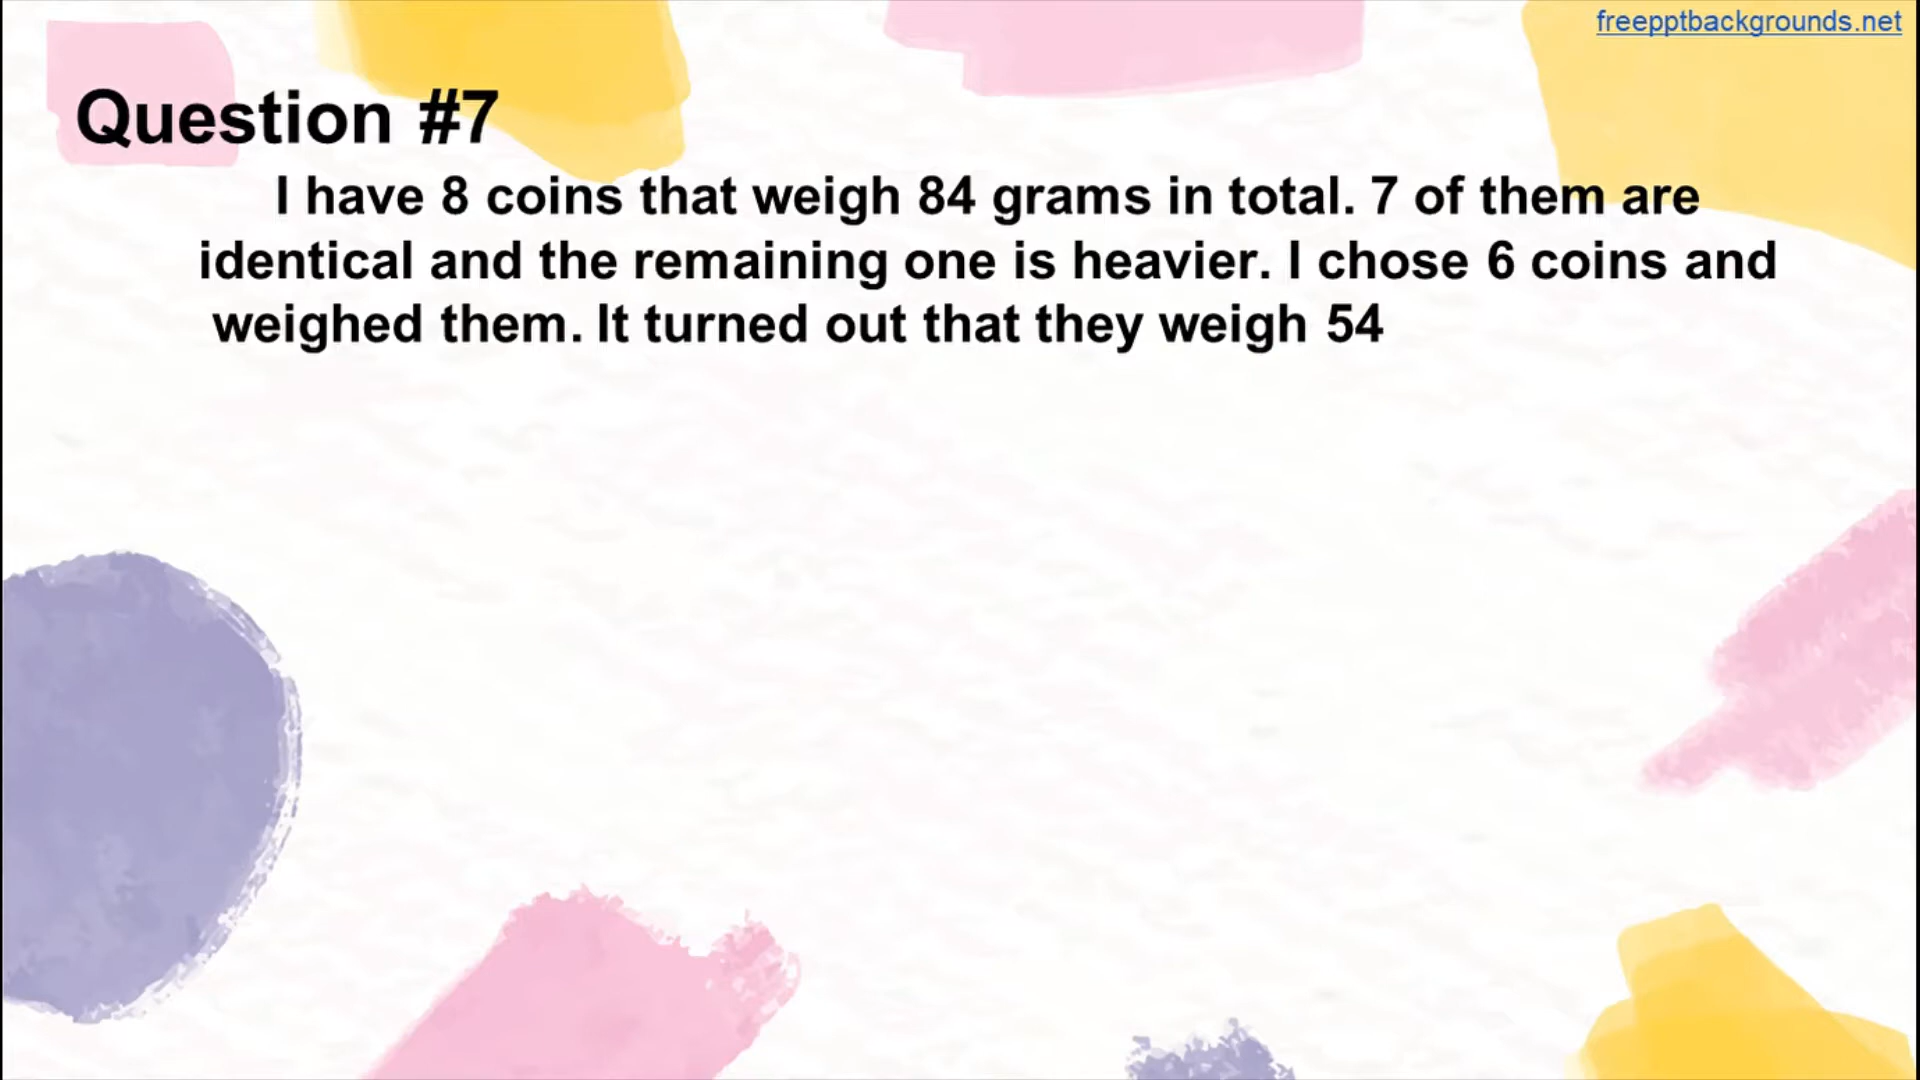 freepptbackgrounds.net
Question #7
I have 8 coins that weigh 84 grams in total. 7 of them are
identical and the remaining one is heavier. I chose 6 coins and
weighed them. It turned out that they weigh 54